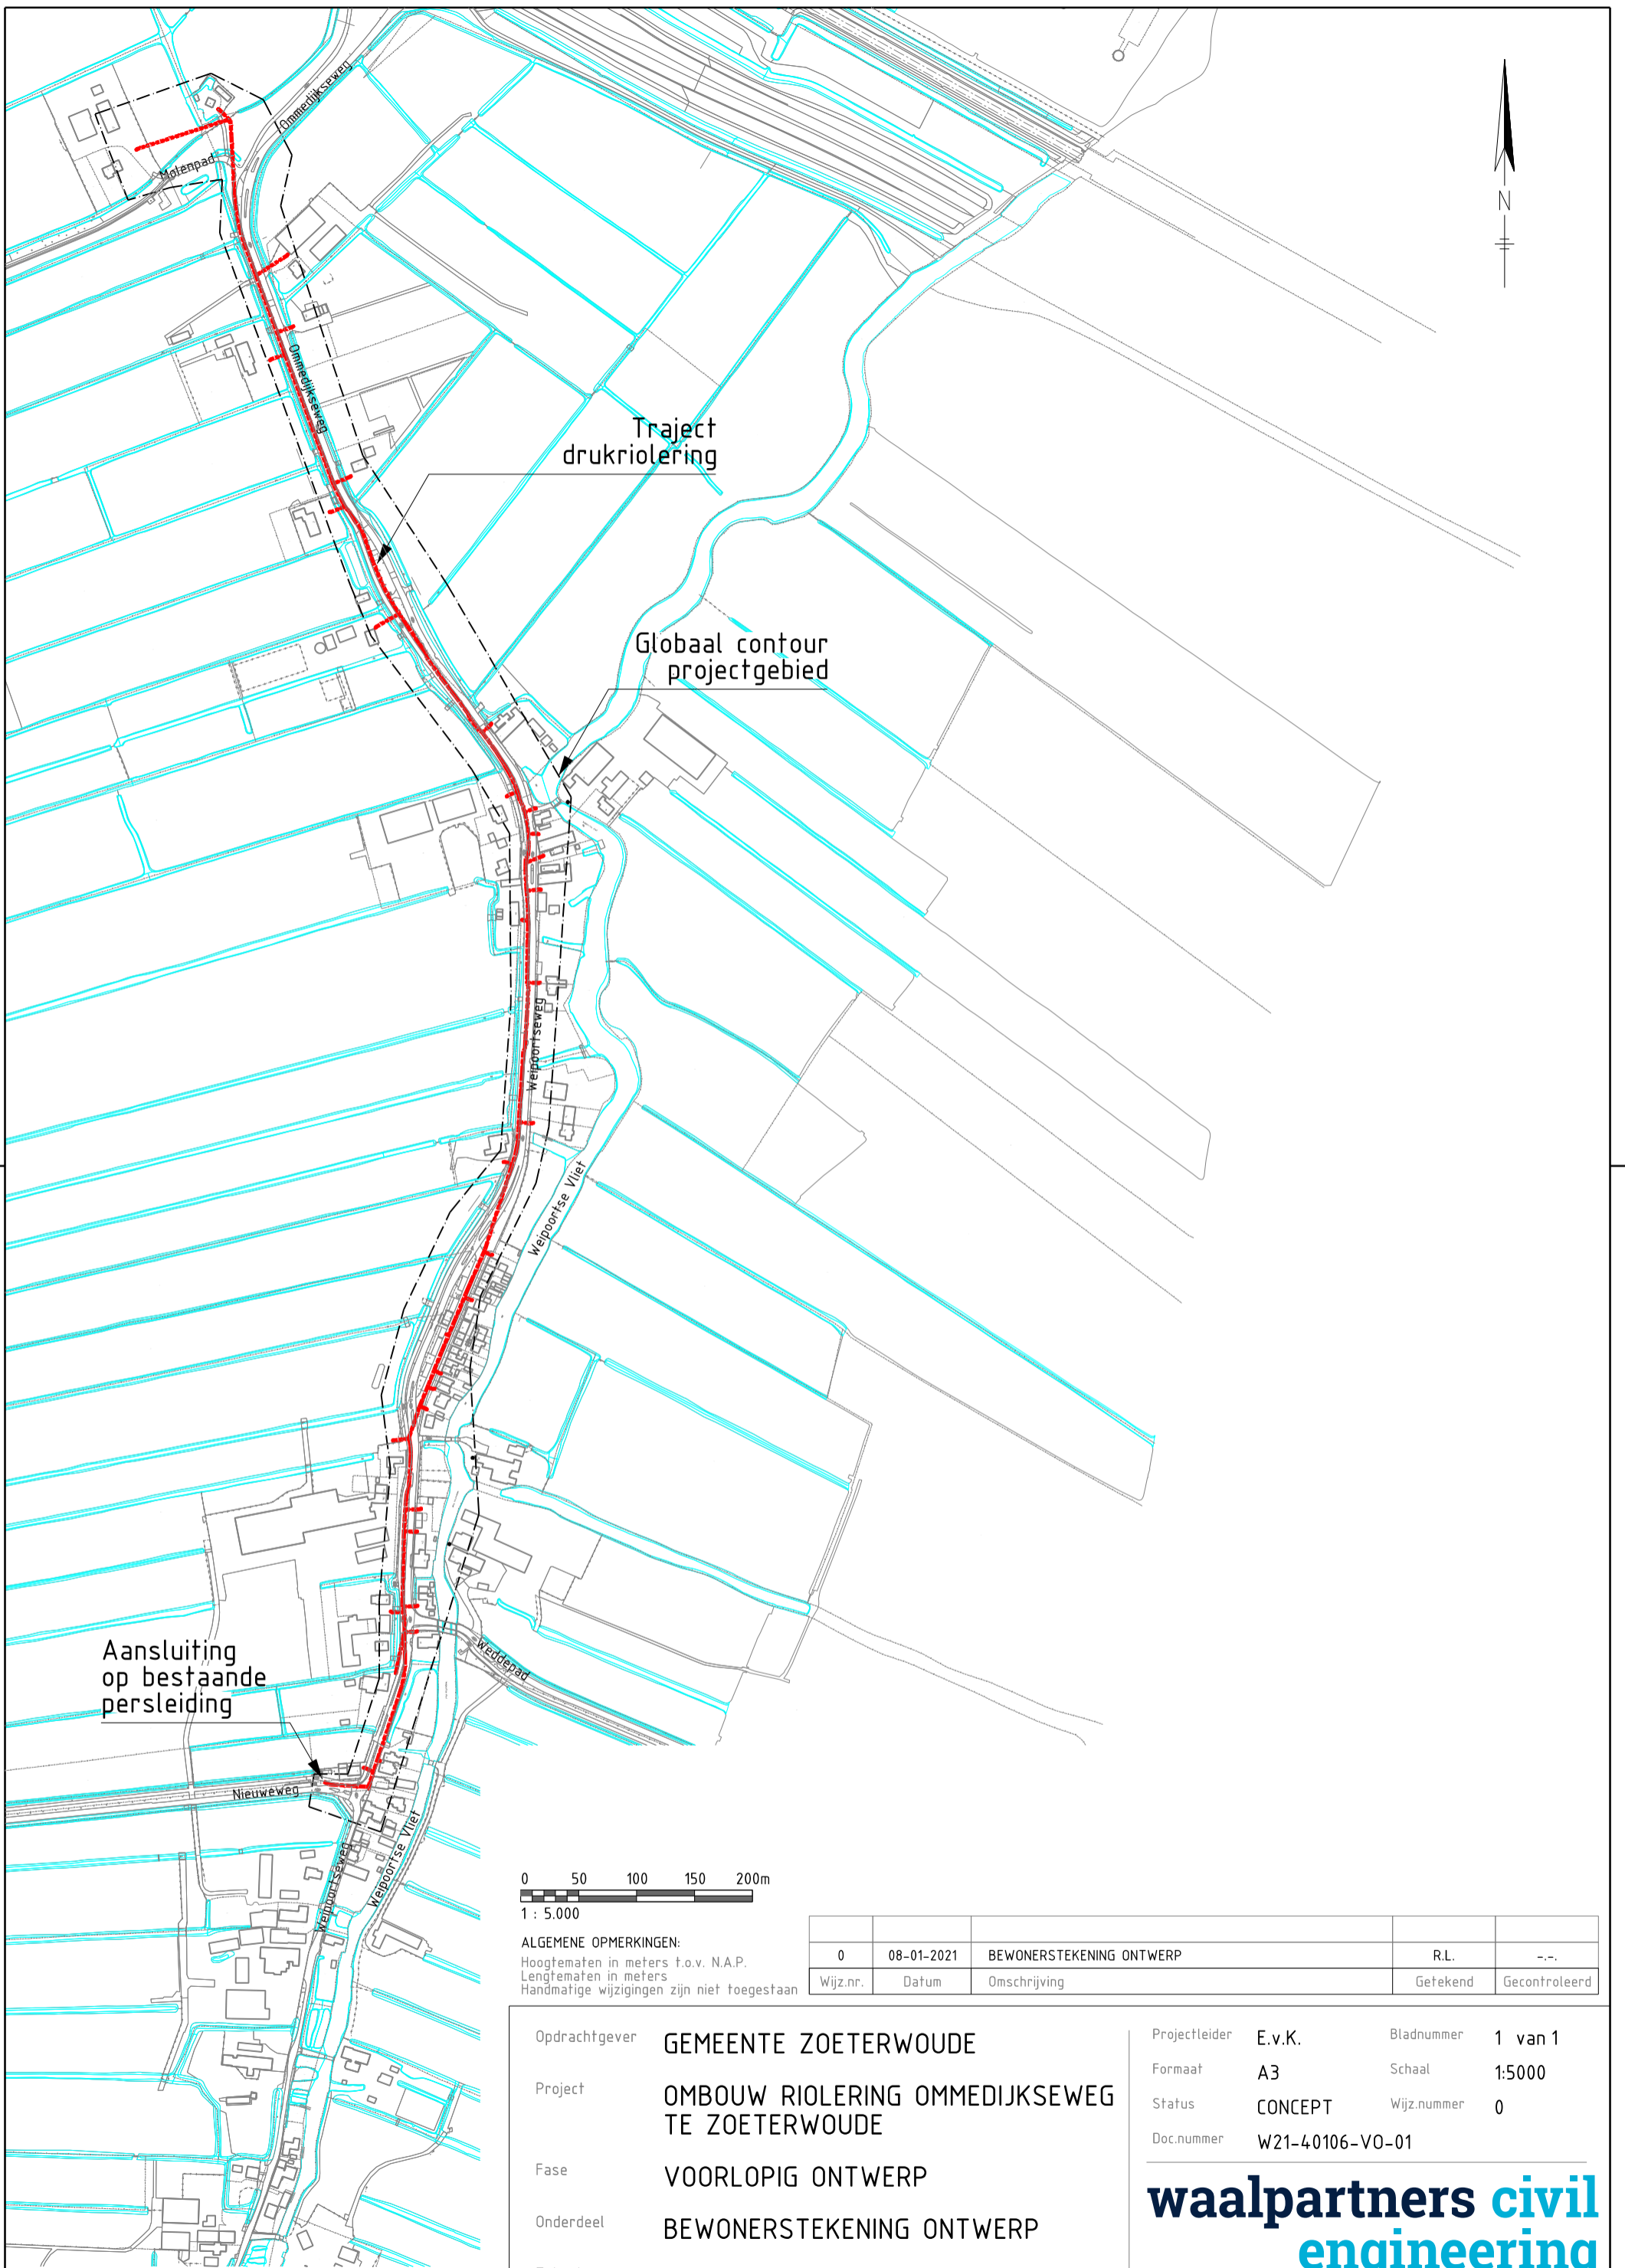 Ommedijkseweg
Molenpad
N
Ommedijkseweg
Traject
drukriolering
Globaal contour
projectgebied
Weipoortseweg
Weipoortse Vliet
Aansluiting
op bestaande
persleiding
Weddepad
Nieuweweg
Weipoortseweg
Weipoortse Vliet
0 50 100 150 200m
1 : 5.000
ALGEMENE OPMERKINGEN:
Hoogtematen in meters t.o.v. N.A.P.
Lengtematen in meters
Handmatige wijzigingen zijn niet toegestaan
0 08-01-2021 BEWONERSTEKENING ONTWERP R.L. -.-.
Wijz.nr. Datum Omschrijving Getekend Gecontroleerd
Opdrachtgever GEMEENTE ZOETERWOUDE
Project OMBOUW RIOLERING OMMEDIJKSEWEG
TE ZOETERWOUDE
Fase VOORLOPIG ONTWERP
Onderdeel BEWONERSTEKENING ONTWERP
Projectleider E.v.K. Bladnummer 1 van 1
Formaat A3 Schaal 1:5000
Status CONCEPT Wijz.nummer 0
Doc.nummer W21-40106-VO-01
waalpartners civil
engineering